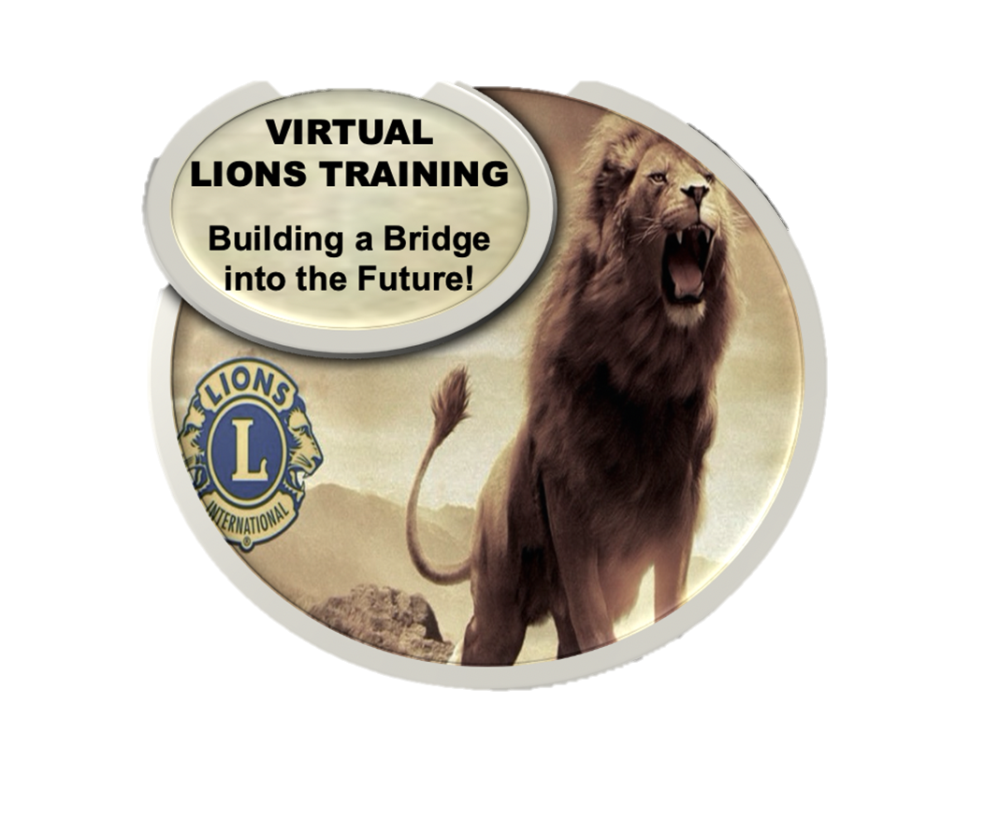 VIRTUAL
LIONS TRAINING
Building a Bridge
into the Future!
LIONS
L
INTERNATIONAL
®